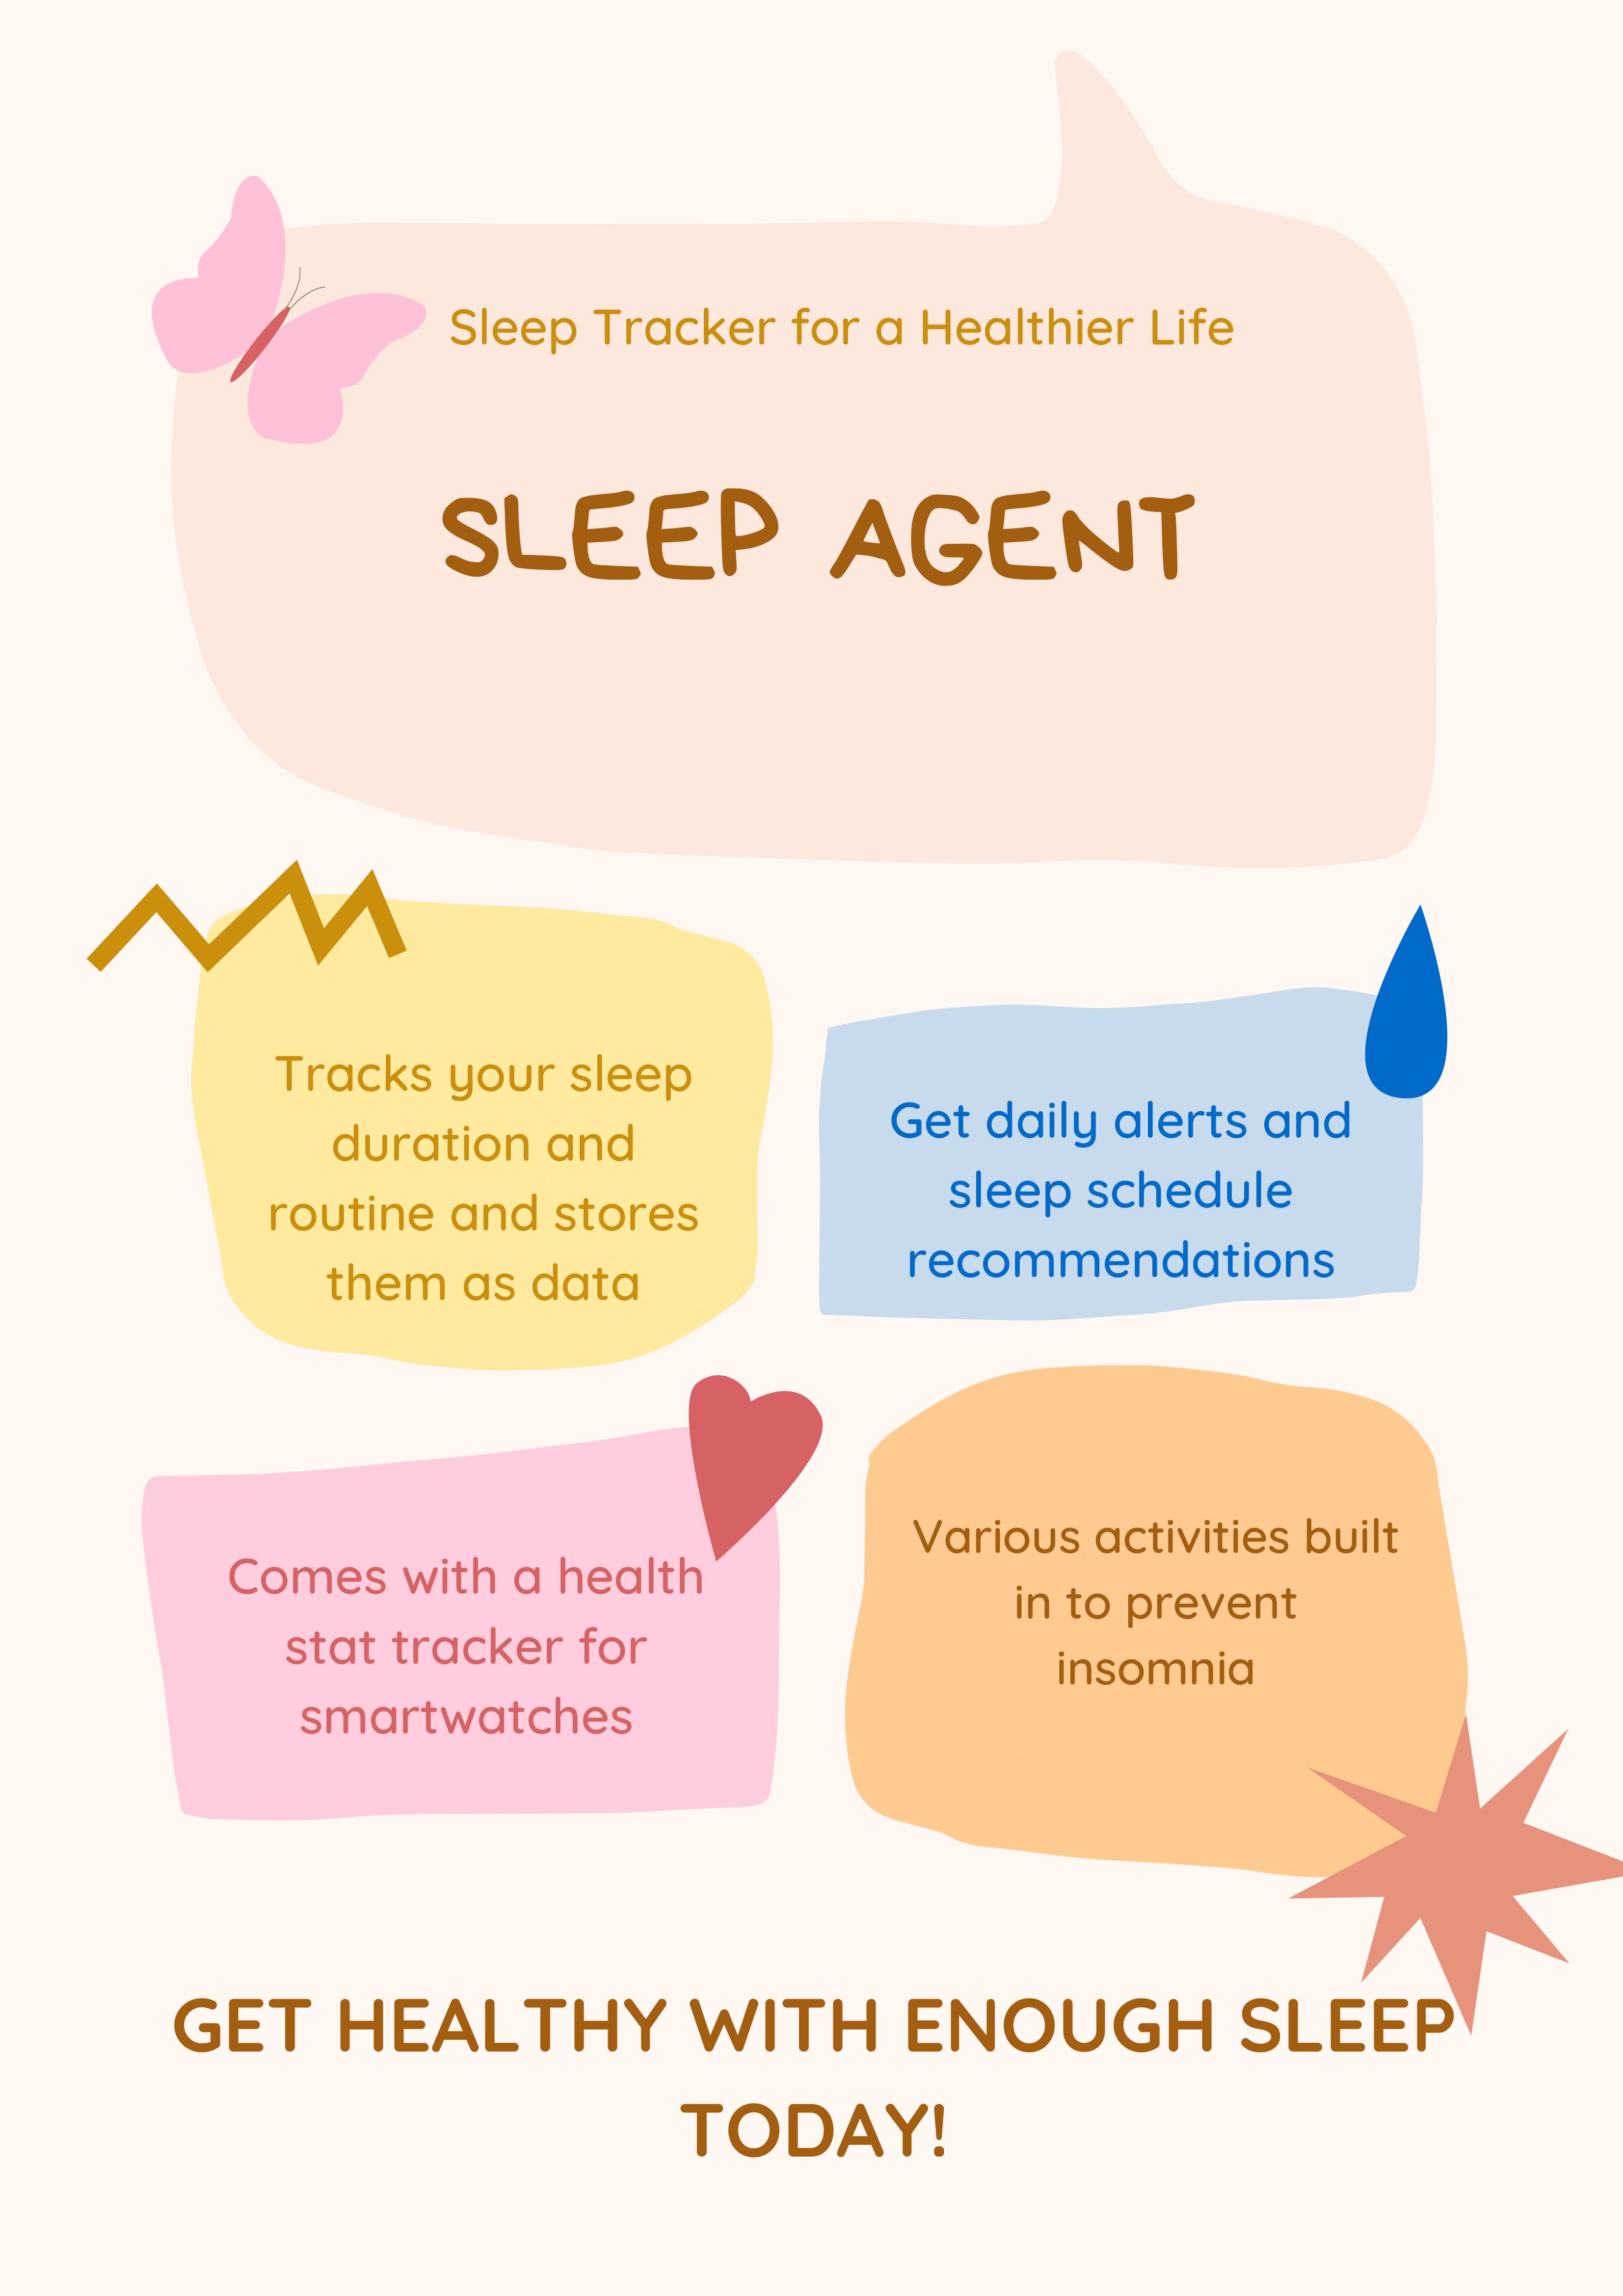 Sleep Tracker for a Healthier Life
SLEEP AGENT
Tracks your sleep
duration and
routine and stores
them as data
Get daily alerts and
sleep schedule
recommendations
Comes with a health
stat tracker for
smartwatches
Various activities built
in to prevent
insomnia
GET HEALTHY WITH ENOUGH SLEEP
TODAY!